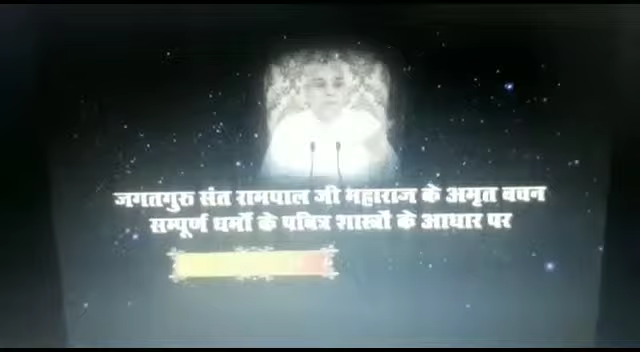 जगतगुरु संत रामपाल जी महाराज के अमृत वचन
सम्पूर्ण धर्मों के पवित्र शास्त्रों के आधार पर